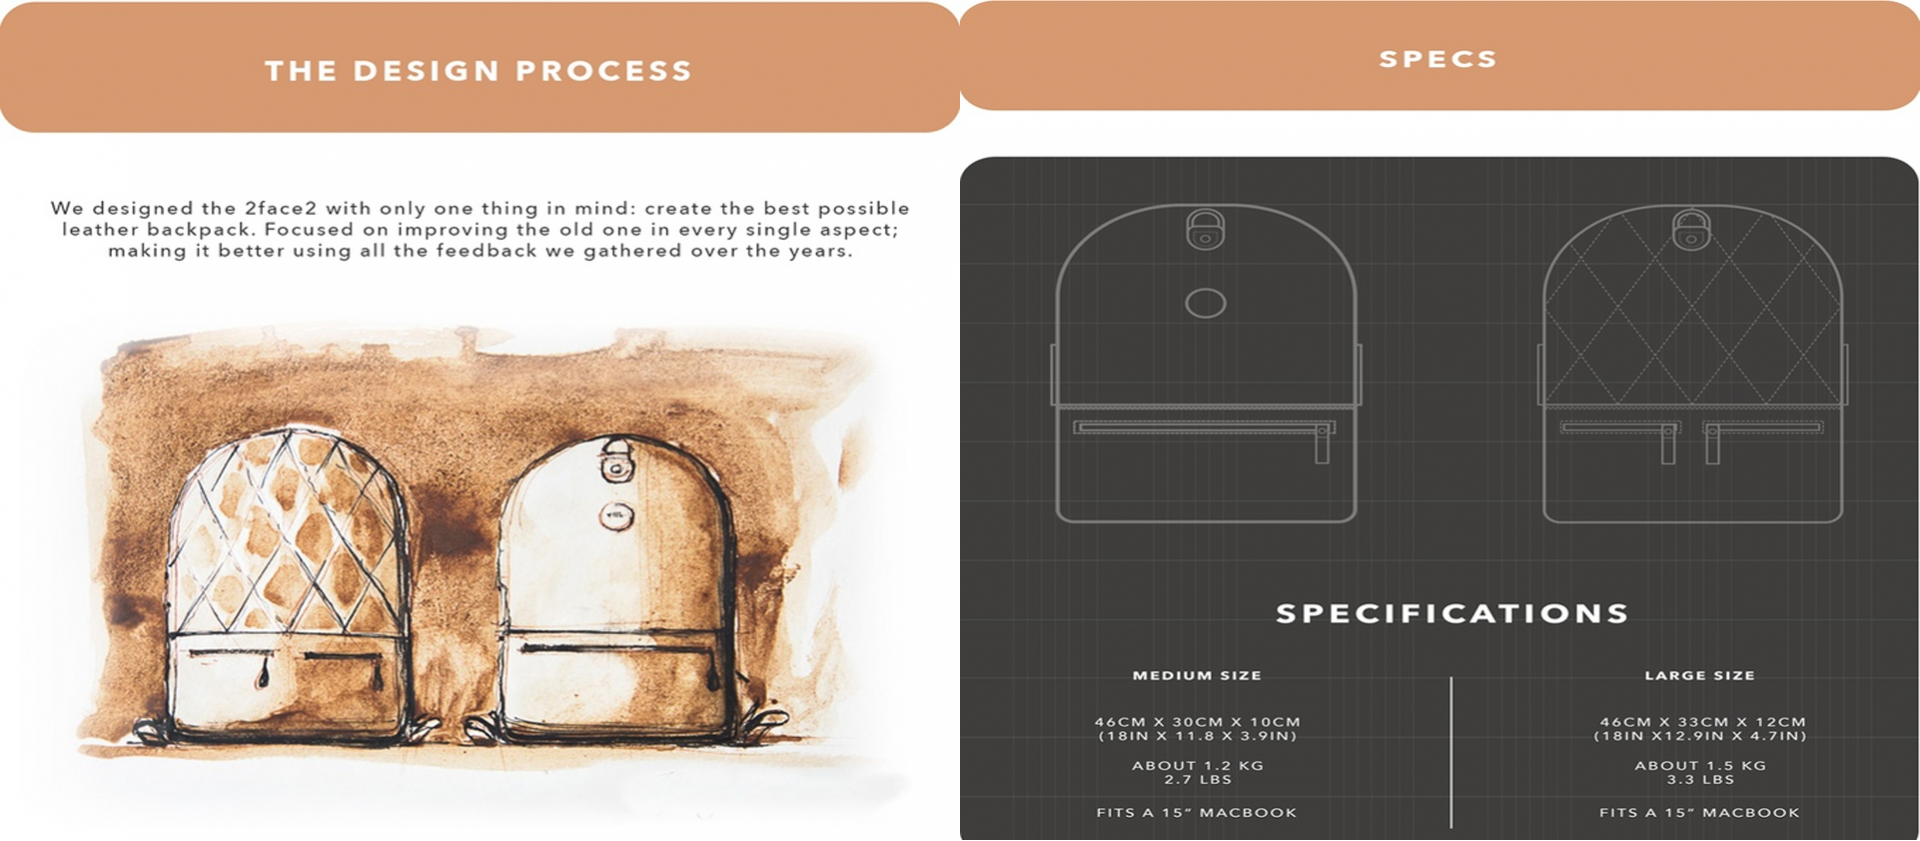 THE DESIGN PROCESS
We designed the 2face2 with only one thing in mind: create the best possible
leather backpack. Focused on improving the old one in every single aspect;
making it better using all the feedback we gathered over the years.
SPECS
SPECIFICATIONS
MEDIUM SIZE
46CM X 30CM X 10CM
(18IN X 11.8 X 3.9IN)
ABOUT 1.2 KG
2.7 LBS
FITS A 15″ MACBOOK
LARGE SIZE
46CM X 33CM X 12CM
(18IN X12.9IN X 4.7IN)
ABOUT 1.5 KG
3.3 LBS
FITS A 15″ MACBOOK